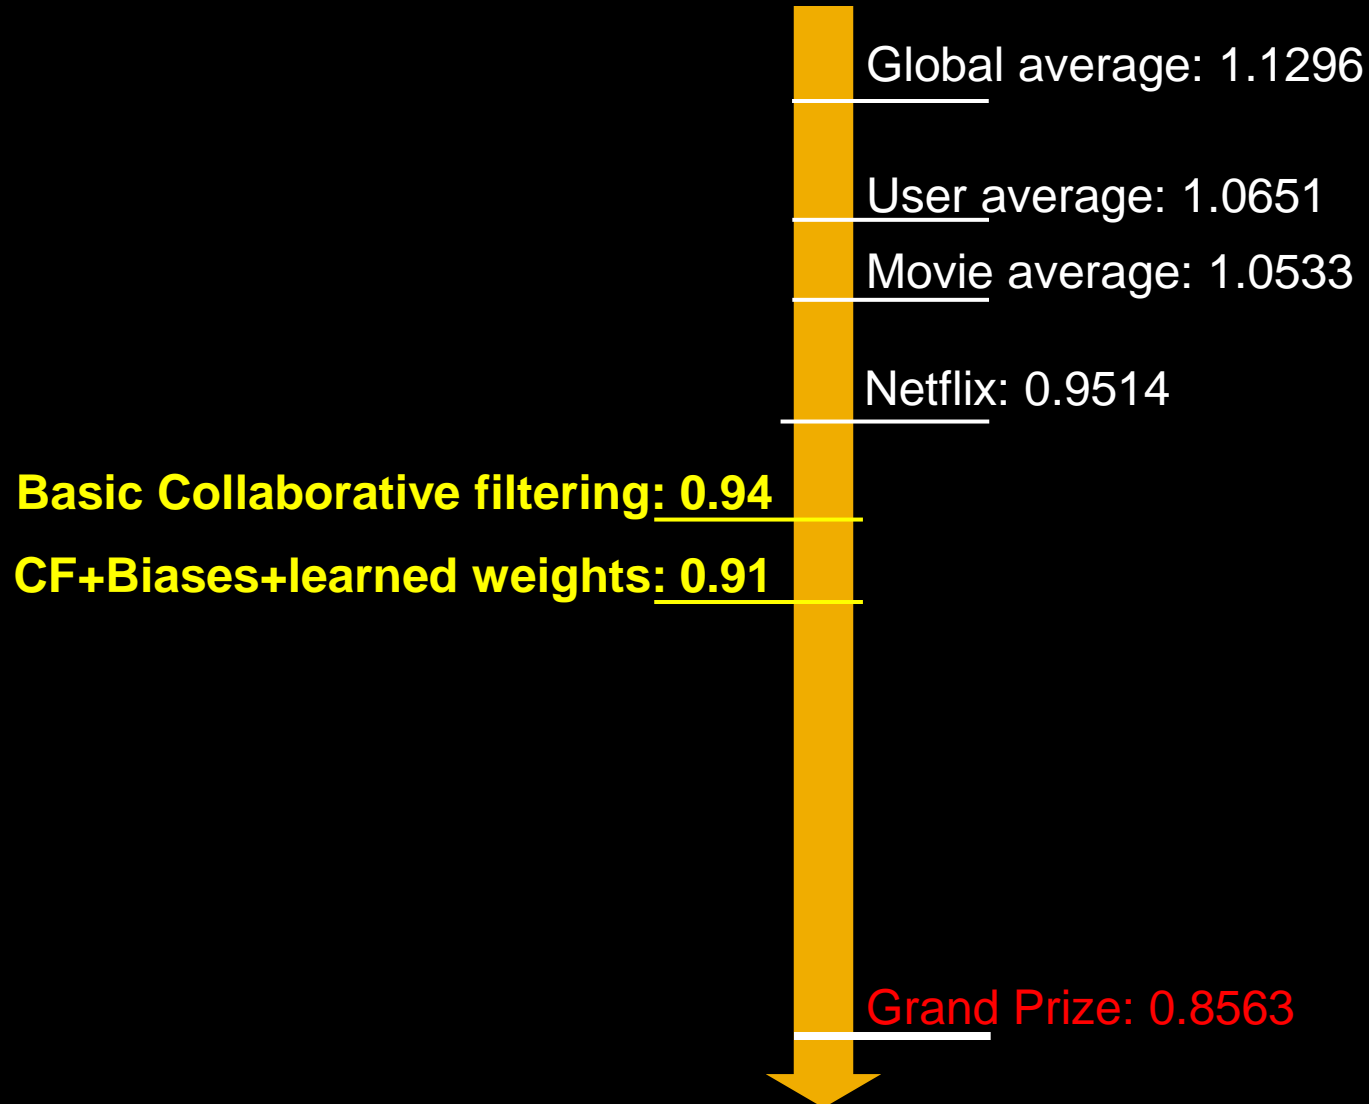 Global average: 1.1296
User average: 1.0651
Movie average: 1.0533
Netflix: 0.9514
Basic Collaborative filtering: 0.94
CF+Biases+learned weights: 0.91
Grand Prize: 0.8563